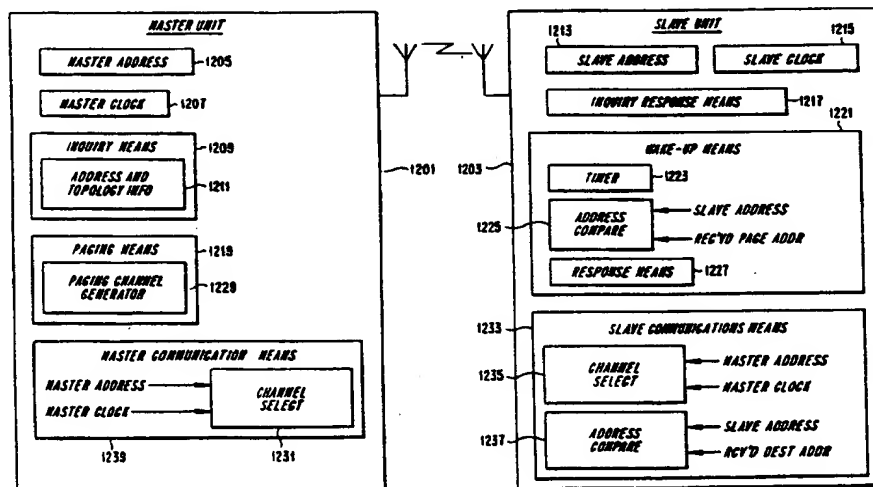 MASTER UNIT
MASTER ADDRESS
1205
MASTER CLOCK
1207
INQUIRY MEANS
1209
ADDRESS AND
TOPOLOGY INFO
1211
PAGING MEANS
1219
PAGING CHANNEL
GENERATOR
1229
MASTER COMMUNICATION MEANS
MASTER ADDRESS
MASTER CLOCK
CHANNEL
SELECT
1239
1231
1201
1203
SLAVE UNIT
1213
1215
SLAVE ADDRESS
SLAVE CLOCK
INQUIRY RESPONSE MEANS
1217
1221
WAKE-UP MEANS
TIMER
1223
1225
ADDRESS
COMPARE
SLAVE ADDRESS
REC'VD PAGE ADDR
RESPONSE MEANS
1227
1233
SLAVE COMMUNICATIONS MEANS
1235
CHANNEL
SELECT
MASTER ADDRESS
MASTER CLOCK
1237
ADDRESS
COMPARE
SLAVE ADDRESS
RCV'D DEST ADDR